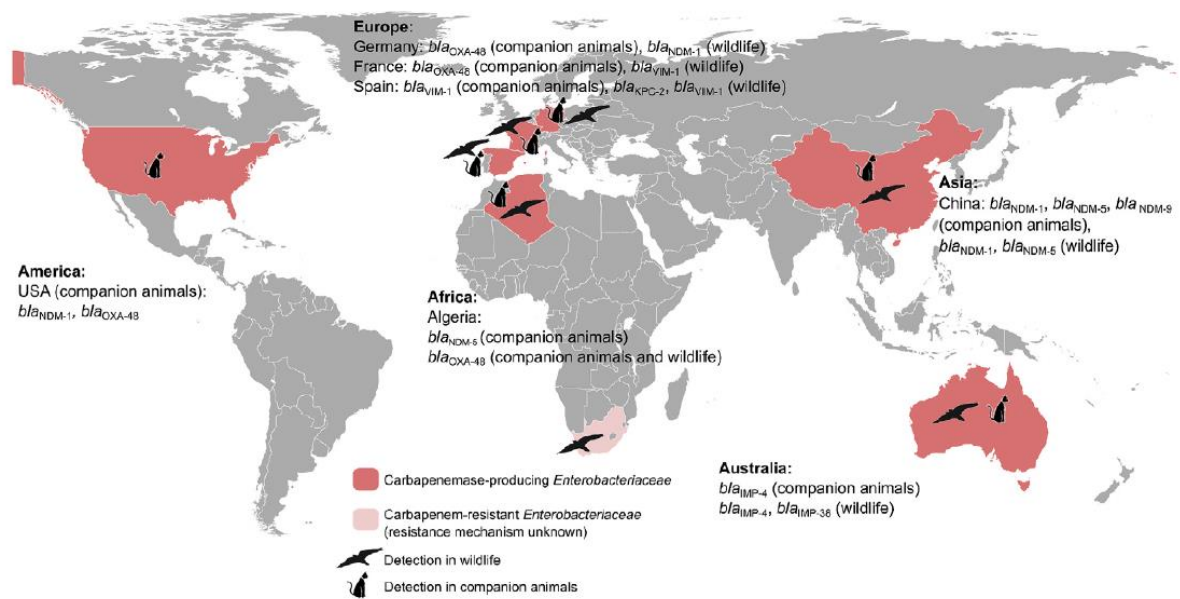 Europe:
Germany: blaOXA-48 (companion animals), blaNDM-1 (wildlife)
France: blaOXA-48 (companion animals), blaVIM-1 (wildlife)
Spain: blaVIM-1 (companion animals), blaKPC-2, blaVIM-1 (wildlife)
Asia:
China: blaNDM-1, blaNDM-5, bla NDM-9
(companion animals),
blaNDM-1, blaNDM-5 (wildlife)
America:
USA (companion animals):
blaNDM-1, blaOXA-48
Africa:
Algeria:
blaNDM-5 (companion animals)
blaOXA-48 (companion animals and wildlife)
Australia:
blaIMP-4 (companion animals)
blaIMP-4, blaIMP-38 (wildlife)
Carbapenemase-producing Enterobacteriaceae
Carbapenem-resistant Enterobacteriaceae
(resistance mechanism unknown)
Detection in wildlife
Detection in companion animals